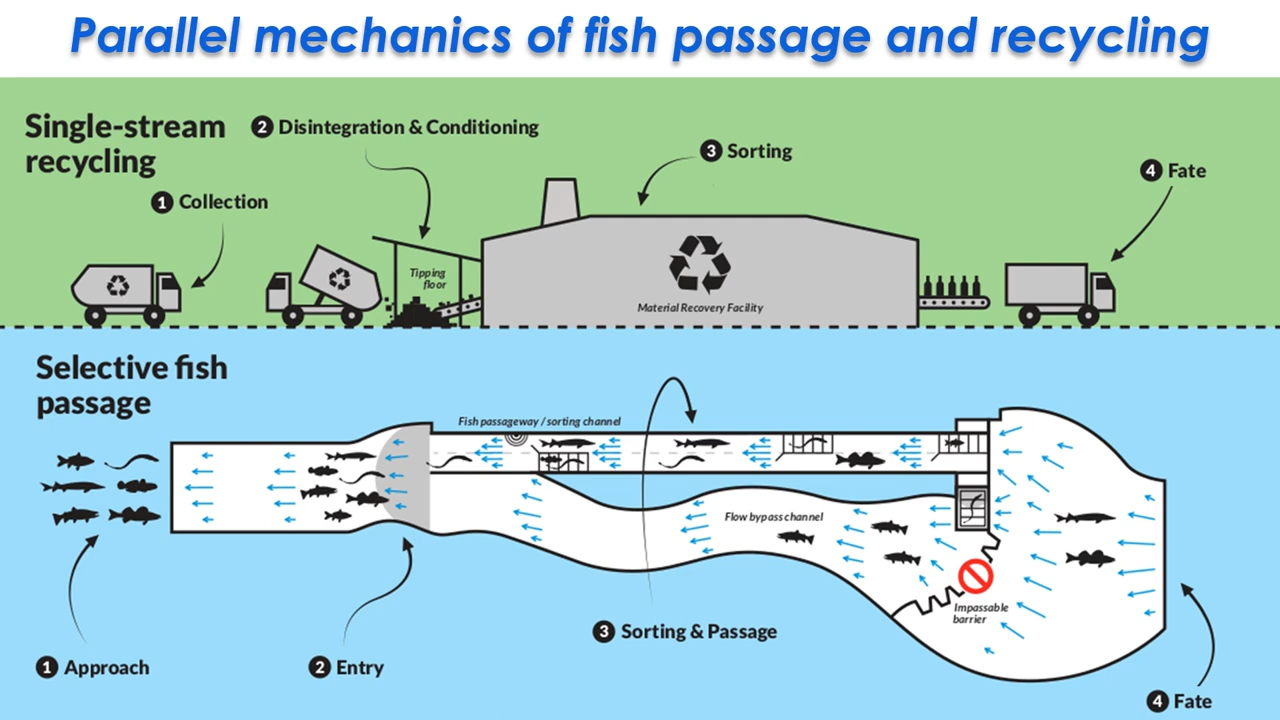 Parallel mechanics of fish passage and recycling
Single-stream
recycling
2 Disintegration & Conditioning
3 Sorting
4 Fate
1 Collection
Tipping
floor
Material Recovery Facility
Selective fish
passage
Fish passageway / sorting channel
Flow bypass channel
Impassable
barrier
3 Sorting & Passage
1 Approach
2 Entry
4 Fate